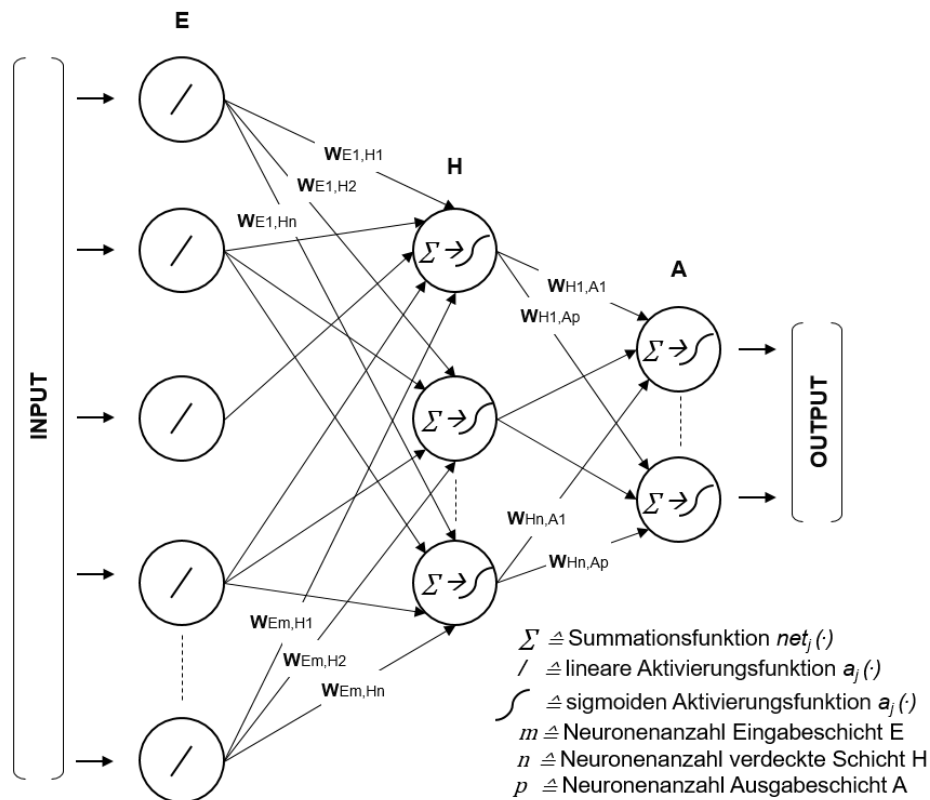 E
INPUT
wE1,H1
wE1,H2
wE1,Hn
H
Σ
Σ
Σ
wH1,A1
wH1,Ap
A
Σ
Σ
OUTPUT
wHn,A1
wHn,Ap
wEm,H1
wEm,H2
wEm,Hn
Σ ≙ Summationsfunktion netj (·)
/ ≙ lineare Aktivierungsfunktion aj (·)
≙ sigmoiden Aktivierungsfunktion aj (·)
m ≙ Neuronenanzahl Eingabeschicht E
n ≙ Neuronenanzahl verdeckte Schicht H
p ≙ Neuronenanzahl Ausgabeschicht A